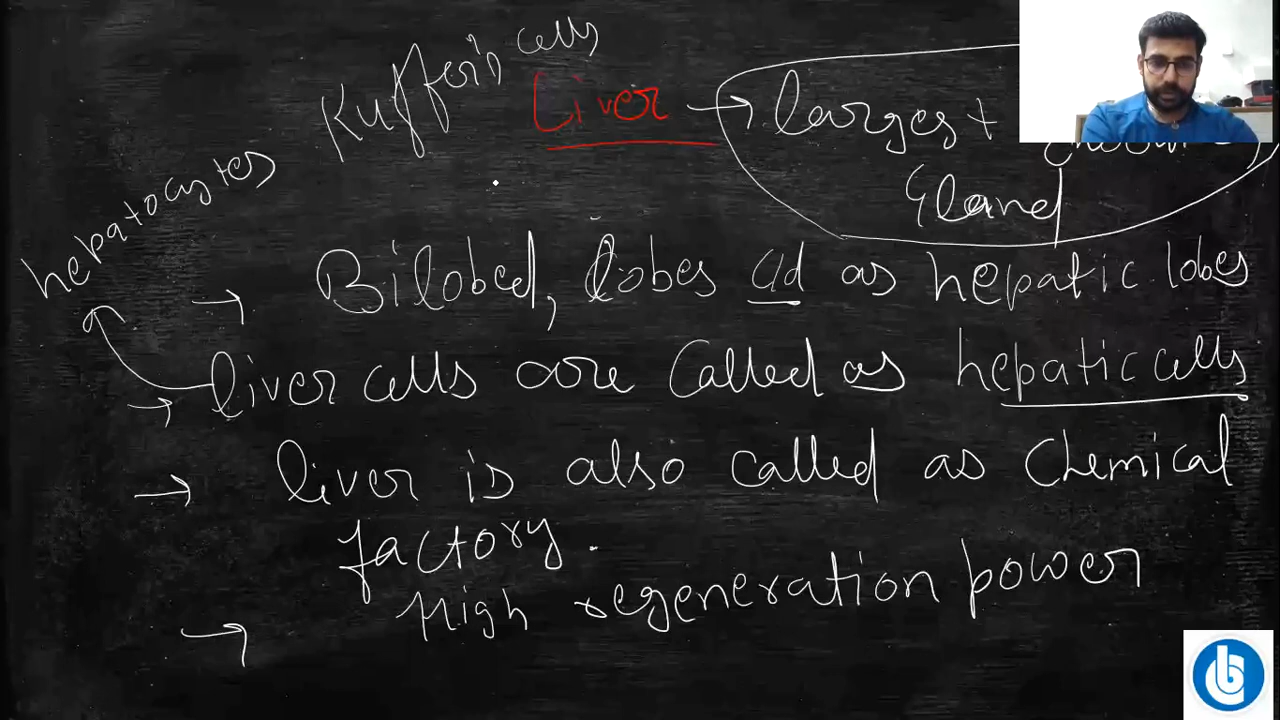 Kuffer's cells
Liver → largest
Gland
hepatocytes
→ Bilobed, lobes cld as hepatic lobes
→ liver cells are called as hepatic cells
→ liver is also called as chemical
factory.
→ High regeneration power